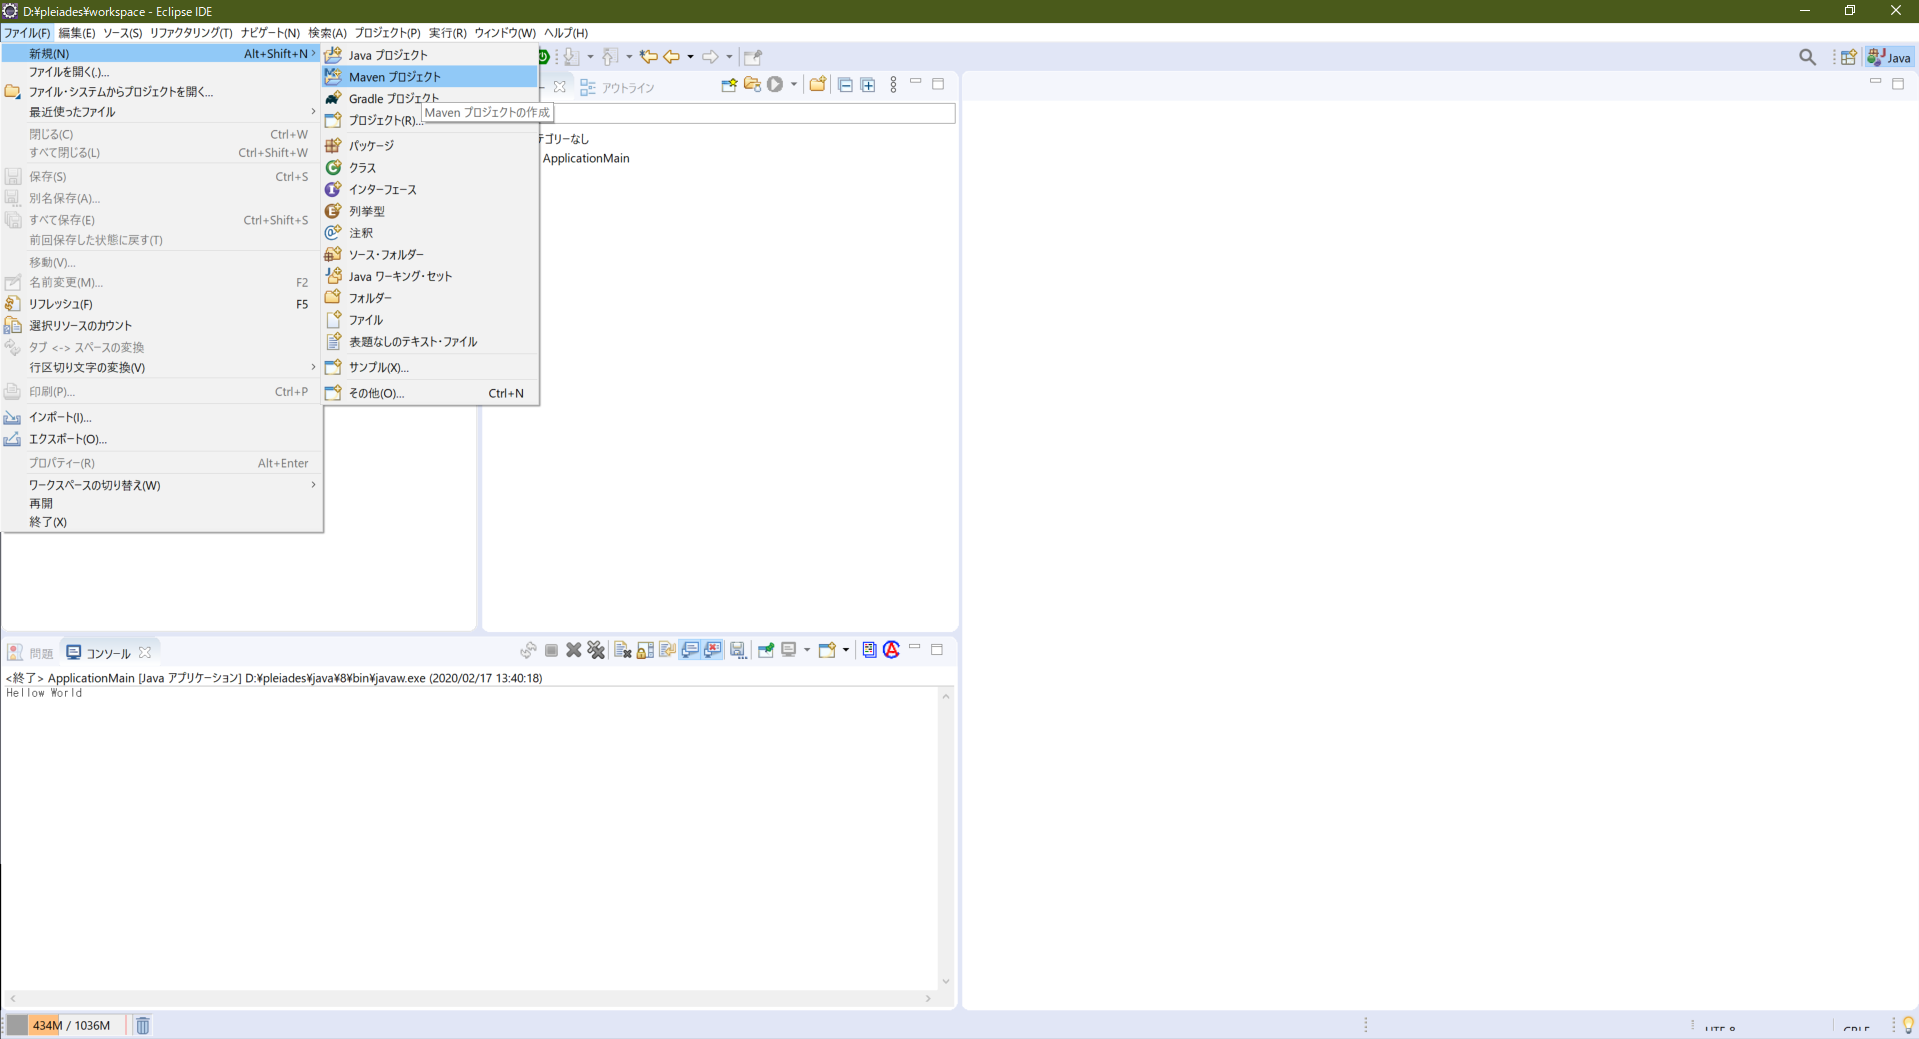 D:¥pleiades¥workspace - Eclipse IDE
ファイル(F) 編集(E) ソース(S) リファクタリング(T) ナビゲート(N) 検索(A) プロジェクト(P) 実行(R) ウィンドウ(W) ヘルプ(H)
新規(N) Alt+Shift+N
ファイルを開く(.)...
ファイル・システムからプロジェクトを開く...
最近使ったファイル
閉じる(C) Ctrl+W
すべて閉じる(L) Ctrl+Shift+W
保存(S) Ctrl+S
別名保存(A)...
すべて保存(E) Ctrl+Shift+S
前回保存した状態に戻す(T)
移動(V)...
名前変更(M)... F2
リフレッシュ(F) F5
選択リソースのカウント
タブ <-> スペースの変換
行区切り文字の変換(V)
印刷(P)... Ctrl+P
インポート(I)...
エクスポート(O)...
プロパティー(R) Alt+Enter
ワークスペースの切り替え(W)
再開
終了(X)
Java プロジェクト
Maven プロジェクト
Gradle プロジェクト
Maven プロジェクトの作成
プロジェクト(R)...
パッケージ
クラス
インターフェース
列挙型
注釈
ソース・フォルダー
Java ワーキング・セット
フォルダー
ファイル
表題なしのテキスト・ファイル
サンプル(X)...
その他(O)... Ctrl+N
Java
アウトライン
テゴリーなし
ApplicationMain
問題 コンソール
<終了> ApplicationMain [Java アプリケーション] D:¥pleiades¥java¥8¥bin¥javaw.exe (2020/02/17 13:40:18)
Hellow World
434M / 1036M
UTF-8
CRLF